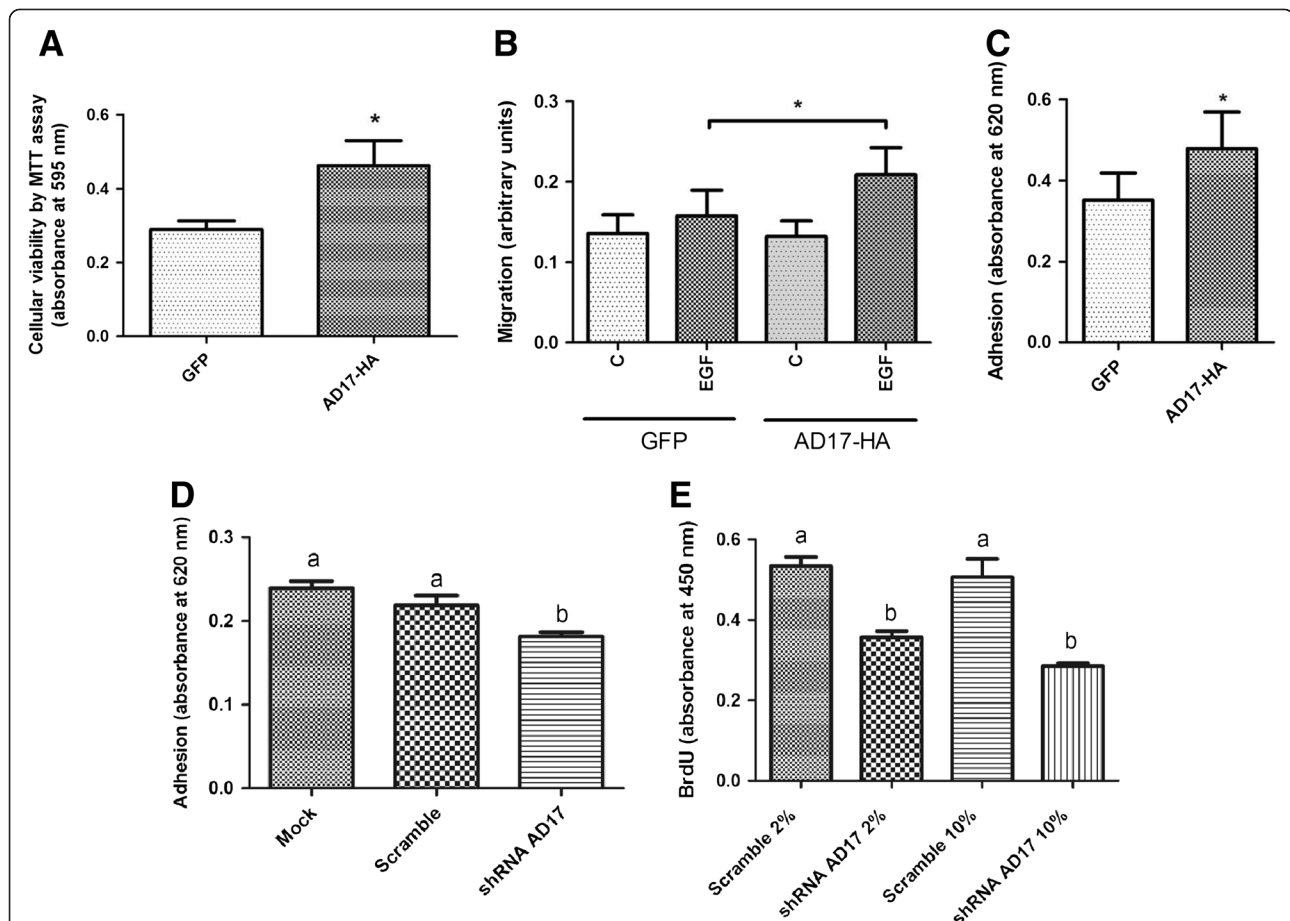 A
Cellular viability by MTT assay
(absorbance at 595 nm)
0.6
0.4
0.2
0.0
*
GFP
AD17-HA
B
Migration (arbitrary units)
0.3
0.2
0.1
0.0
*
C
EGF
C
EGF
GFP
AD17-HA
C
Adhesion (absorbance at 620 nm)
0.6
0.4
0.2
0.0
*
GFP
AD17-HA
D
Adhesion (absorbance at 620 nm)
0.3
0.2
0.1
0.0
a
a
b
Mock
Scramble
shRNA AD17
E
BrdU (absorbance at 450 nm)
0.6
0.4
0.2
0.0
a
b
a
b
Scramble 2%
shRNA AD17 2%
Scramble 10%
shRNA AD17 10%